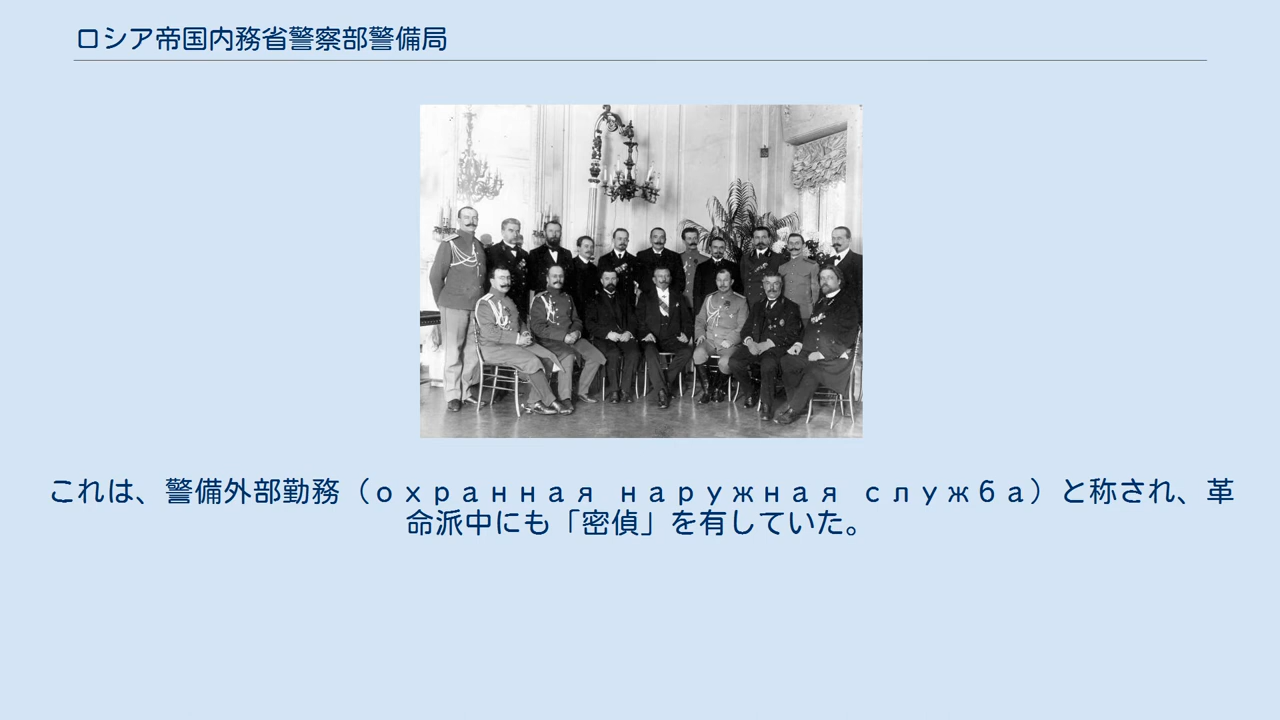 ロシア帝国内務省警察部警備局
これは、警備外部勤務（охранная наружная служба）と称され、革
命派中にも「密偵」を有していた。